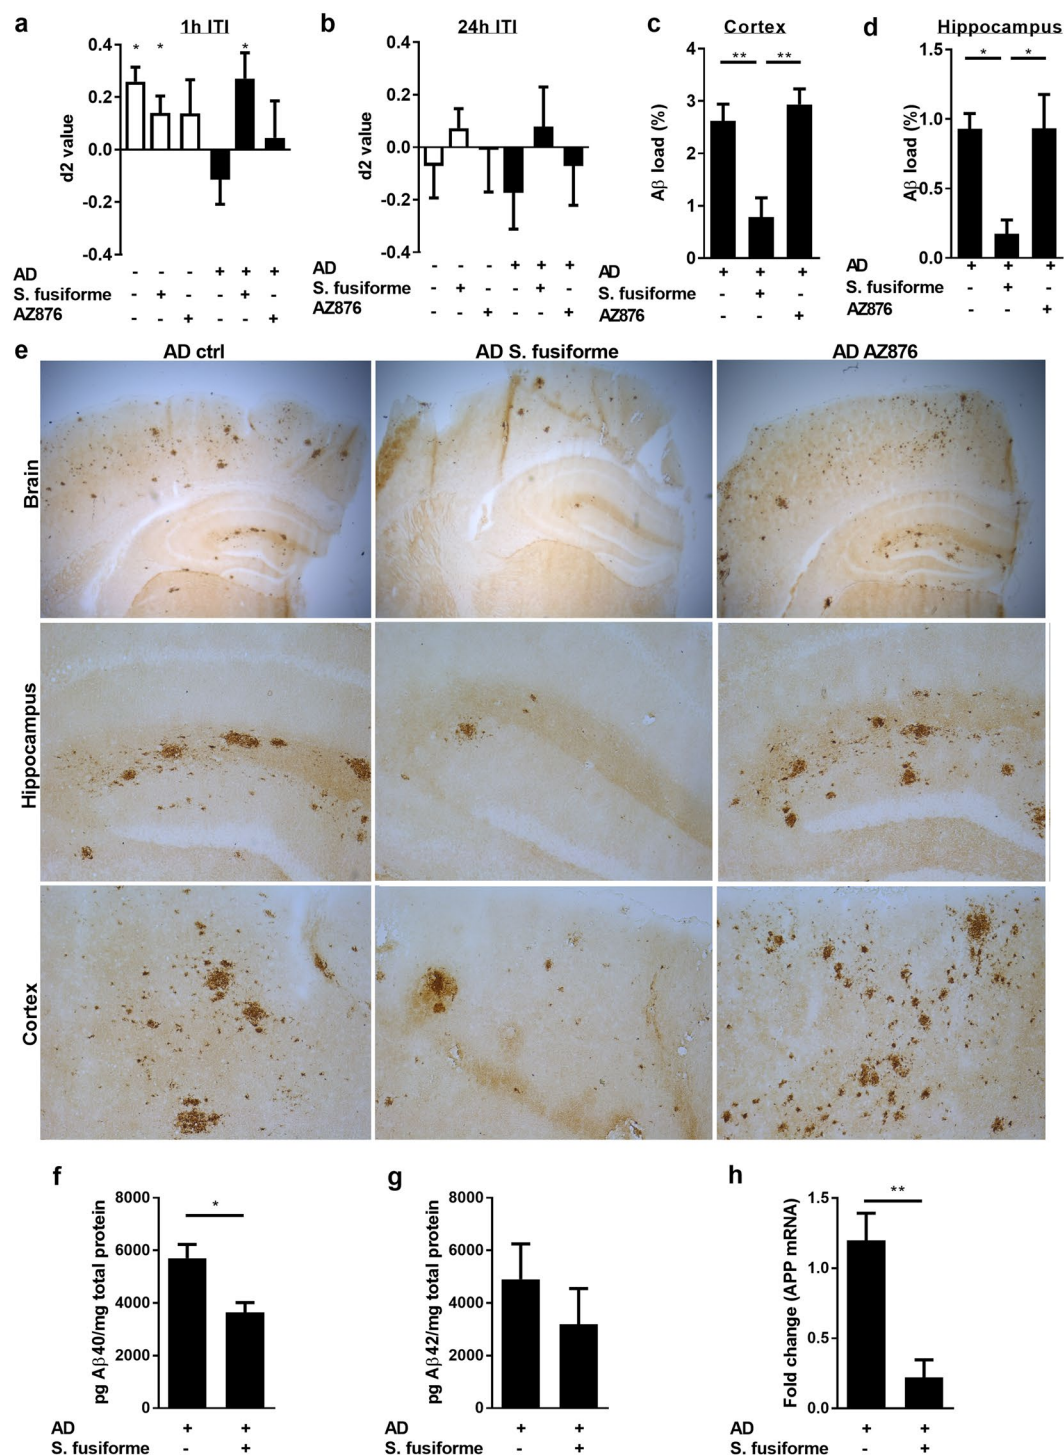 a 1h ITI
*
*
*
0.4
0.2
0.0
-0.2
-0.4
d2 value
AD - - - + + +
S. fusiforme - + - - + -
AZ876 - - + - - +
b 24h ITI
0.4
0.2
0.0
-0.2
-0.4
d2 value
AD - - - + + +
S. fusiforme - + - - + -
AZ876 - - + - - +
c Cortex
** **
4
3
2
1
0
Aβ load (%)
AD + + +
S. fusiforme - + -
AZ876 - - +
d Hippocampus
* *
1.5
1.0
0.5
0.0
Aβ load (%)
AD + + +
S. fusiforme - + -
AZ876 - - +
e
AD ctrl AD S. fusiforme AD AZ876
Brain
Hippocampus
Cortex
f
*
8000
6000
4000
2000
0
pg Aβ40/mg total protein
AD + +
S. fusiforme - +
g
8000
6000
4000
2000
0
pg Aβ42/mg total protein
AD + +
S. fusiforme - +
h
**
1.5
1.0
0.5
0.0
Fold change (APP mRNA)
AD + +
S. fusiforme - +